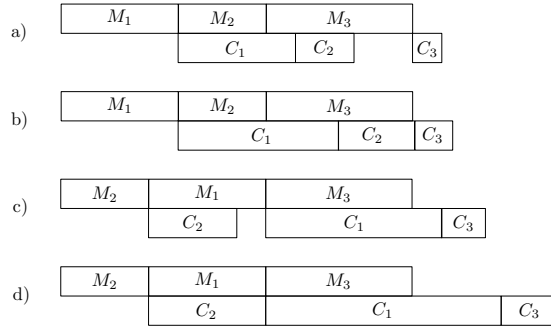 a) M₁ M₂ M₃
C₁ C₂ C₃
b) M₁ M₂ M₃
C₁ C₂ C₃
c) M₂ M₁ M₃
C₂ C₁ C₃
d) M₂ M₁ M₃
C₂ C₁ C₃